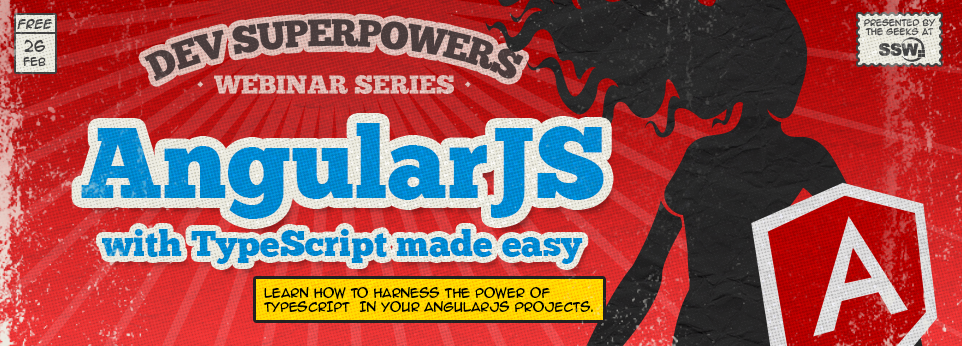 FREE
26
FEB
DEV SUPERPOWERS
· WEBINAR SERIES ·
PRESENTED BY
THE GEEKS AT
SSW
AngularJS
with TypeScript made easy
LEARN HOW TO HARNESS THE POWER OF
TYPESCRIPT IN YOUR ANGULARJS PROJECTS.
A